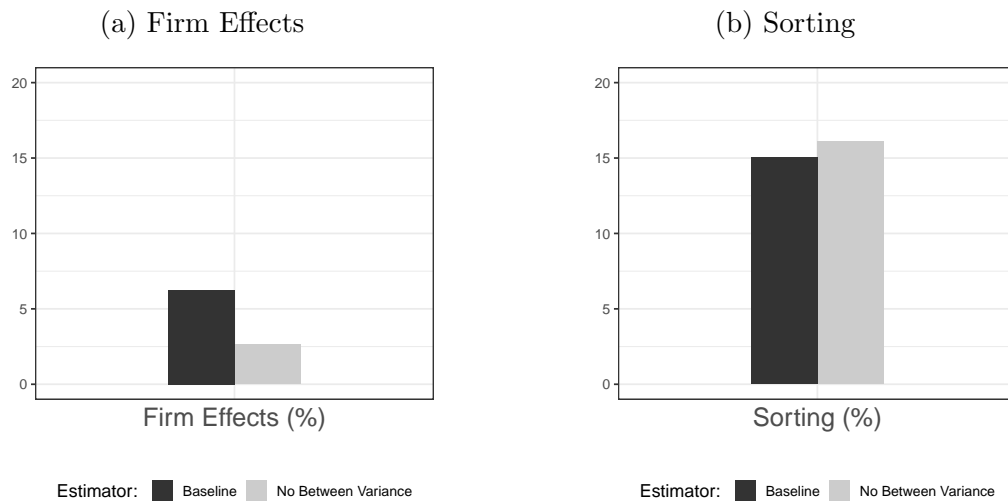 (a) Firm Effects
20
15
10
5
0
Firm Effects (%)
Estimator: Baseline No Between Variance
(b) Sorting
20
15
10
5
0
Sorting (%)
Estimator: Baseline No Between Variance